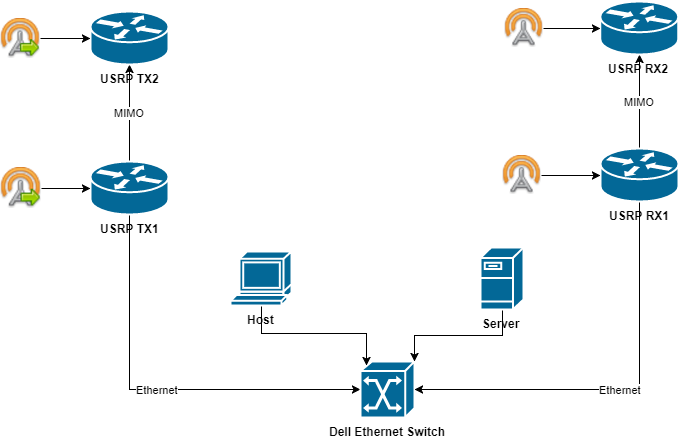 USRP TX2
USRP RX2
MIMO
MIMO
USRP TX1
USRP RX1
Host
Server
Ethernet
Ethernet
Dell Ethernet Switch